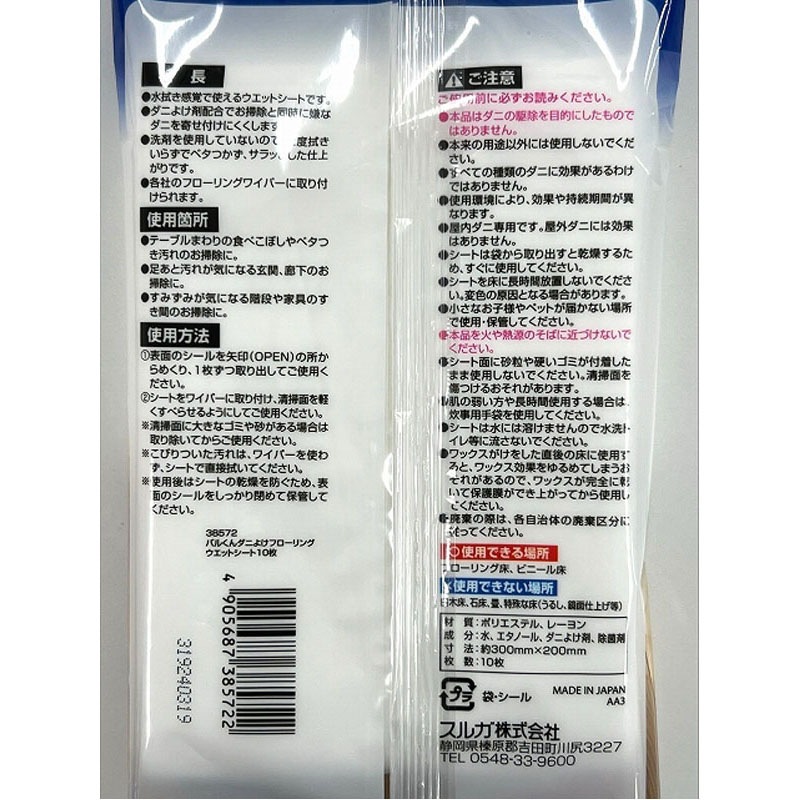 長
●水拭き感覚で使えるウエットシートです。
●ダニよけ剤配合でお掃除と同時に嫌な
ダニを寄せ付けにくくします
●洗剤を使用していないので 度拭き
いらずでベタつかず、サラッ した仕上
がりです。
●各社のフローリングワイパーに取り付
けられます。
使用箇所
●テーブルまわりの食べこぼしやベタつ
き汚れのお掃除に。
●足あと汚れが気になる玄関、廊下のお
掃除に。
●すみずみが気になる階段や家具のす
き間のお掃除に。
使用方法
①表面のシールを矢印(OPEN)の所か
らめくり、1枚ずつ取り出してご使用く
ださい。
②シートをワイパーに取り付け、清掃面を軽
くすべらせるようにしてご使用ください。
※清掃面に大きなゴミや砂がある場合は
取り除いてからご使用ください。
※こびりついた汚れは、ワイパーを使わ
ず、シートで直接拭いてください。
※使用後はシートの乾燥を防ぐため、表
面のシールをしっかり閉めて保管して
ください。
38572
バルくんダニよけフローリング
ウエットシート10枚
4 905687 385722
319240319
ご注意
ご使用前に必ずお読みください。
●本品はダニの駆除を目的にしたもので
はありません。
●本来の用途以外には使用しないでくだ
さい。
●すべての種類のダニに効果があるわけ
ではありません。
●使用環境により、効果や持続期間が異
なります。
●屋内ダニ専用です。屋外ダニには効果
はありません。
●シートは袋から取り出すと乾燥するた
め、すぐに使用してください。
●シートを床に長時間放置しないでくださ
い。変色の原因となる場合があります。
●小さなお子様やペットが届かない場所
で使用・保管してください。
●本品を火や熱源のそばに近づけないで
ください。
●シート面に砂粒や硬いゴミが付着した
まま使用しないでください。清掃面を
傷つけるおそれがあります。
●肌の弱い方や長時間使用する場合は、
炊事用手袋を使用してください。
●シートは水には溶けませんので水洗ト
イレ等に流さないでください。
●ワックスがけをした直後の床に使用す
ると、ワックス効果をゆるめてしまうお
それがあるので、ワックスが完全に乾
いて保護膜ができ上がってから使用し
てください。
●廃棄の際は、各自治体の廃棄区分に
従ってください。
○使用できる場所
フローリング床、ビニール床
×使用できない場所
白木床、石床、畳、特殊な床(うるし、鏡面仕上げ等)
材 質:ポリエステル、レーヨン
成 分:水、エタノール、ダニよけ剤、除菌剤
寸 法:約300mm×200mm
枚 数:10枚
プラ
袋・シール
MADE IN JAPAN
AA3
スルガ株式会社
静岡県榛原郡吉田町川尻3227
TEL 0548-33-9600